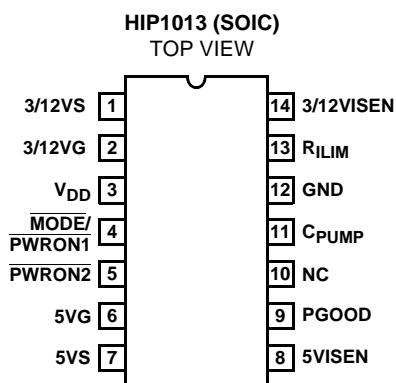 HIP1013 (SOIC)
TOP VIEW
3/12VS 1 14 3/12VISEN
3/12VG 2 13 RILIM
VDD 3 12 GND
MODE/
PWRON1 4 11 CPUMP
PWRON2 5 10 NC
5VG 6 9 PGOOD
5VS 7 8 5VISEN